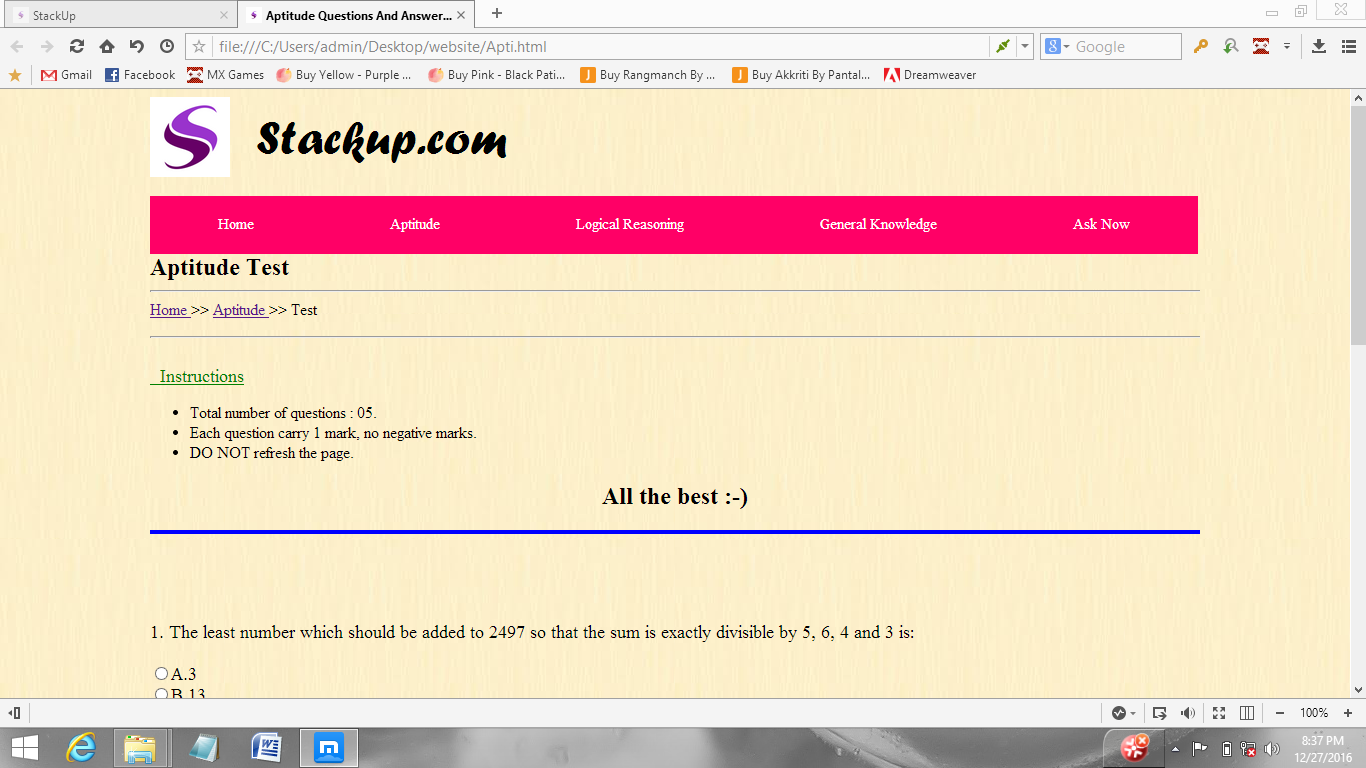 StackUp
Aptitude Questions And Answer...
file:///C:/Users/admin/Desktop/website/Apti.html
Google
Gmail
Facebook
MX Games
Buy Yellow - Purple ...
Buy Pink - Black Pati...
Buy Rangmanch By ...
Buy Akkriti By Pantal...
Dreamweaver
Stackup.com
Home
Aptitude
Logical Reasoning
General Knowledge
Ask Now
Aptitude Test
Home >> Aptitude >> Test
Instructions
• Total number of questions : 05.
• Each question carry 1 mark, no negative marks.
• DO NOT refresh the page.
All the best :-)
1. The least number which should be added to 2497 so that the sum is exactly divisible by 5, 6, 4 and 3 is:
A.3
B.13
100%
8:37 PM
12/27/2016